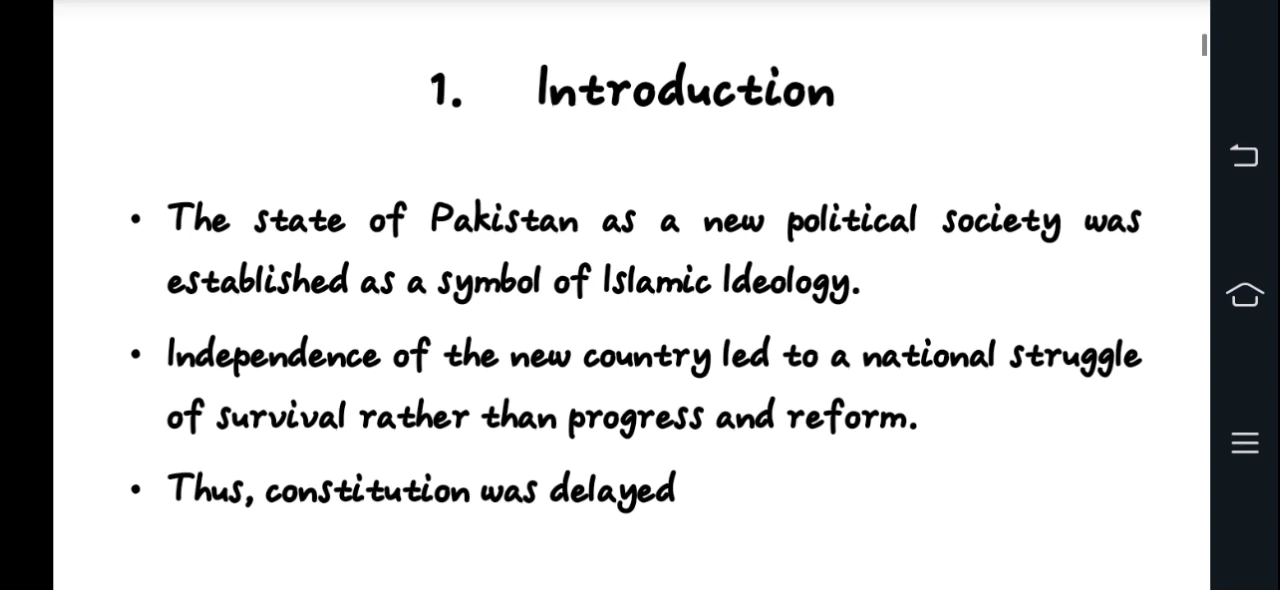 1. Introduction
• The state of Pakistan as a new political society was
established as a symbol of Islamic Ideology.
• Independence of the new country led to a national struggle
of survival rather than progress and reform.
• Thus, constitution was delayed